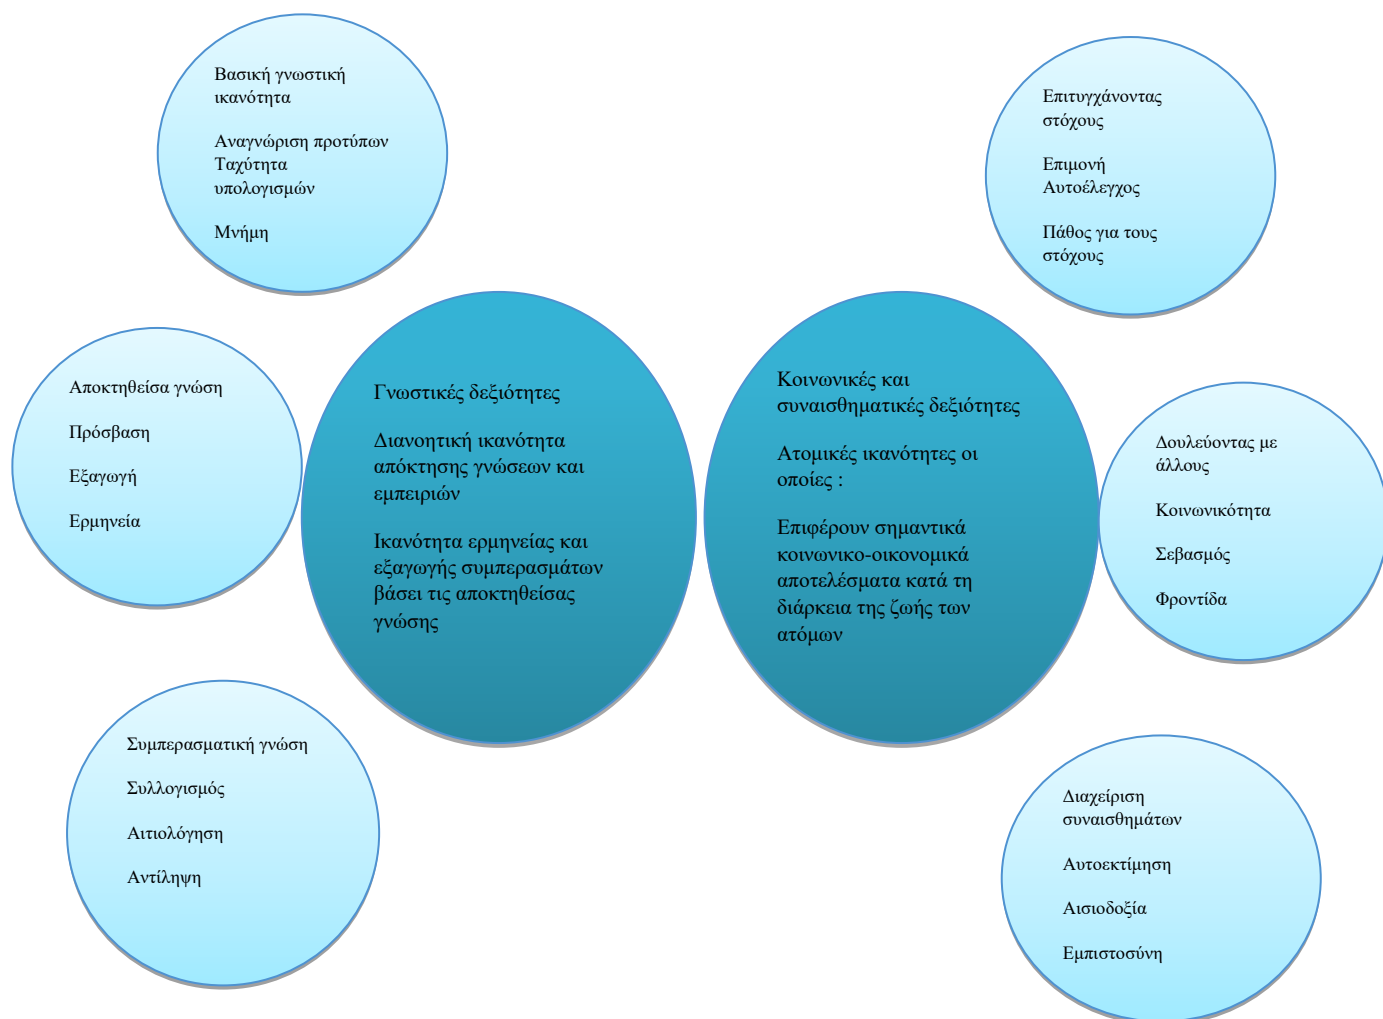 Βασική γνωστική
ικανότητα
Αναγνώριση προτύπων
Ταχύτητα
υπολογισμών
Μνήμη
Αποκτηθείσα γνώση
Πρόσβαση
Εξαγωγή
Ερμηνεία
Συμπερασματική γνώση
Συλλογισμός
Αιτιολόγηση
Αντίληψη
Γνωστικές δεξιότητες
Διανοητική ικανότητα
απόκτησης γνώσεων και
εμπειριών
Ικανότητα ερμηνείας και
εξαγωγής συμπερασμάτων
βάσει τις αποκτηθείσας
γνώσης
Κοινωνικές και
συναισθηματικές δεξιότητες
Ατομικές ικανότητες οι
οποίες :
Επιφέρουν σημαντικά
κοινωνικο-οικονομικά
αποτελέσματα κατά τη
διάρκεια της ζωής των
ατόμων
Επιτυγχάνοντας
στόχους
Επιμονή
Αυτοέλεγχος
Πάθος για τους
στόχους
Δουλεύοντας με
άλλους
Κοινωνικότητα
Σεβασμός
Φροντίδα
Διαχείριση
συναισθημάτων
Αυτοεκτίμηση
Αισιοδοξία
Εμπιστοσύνη